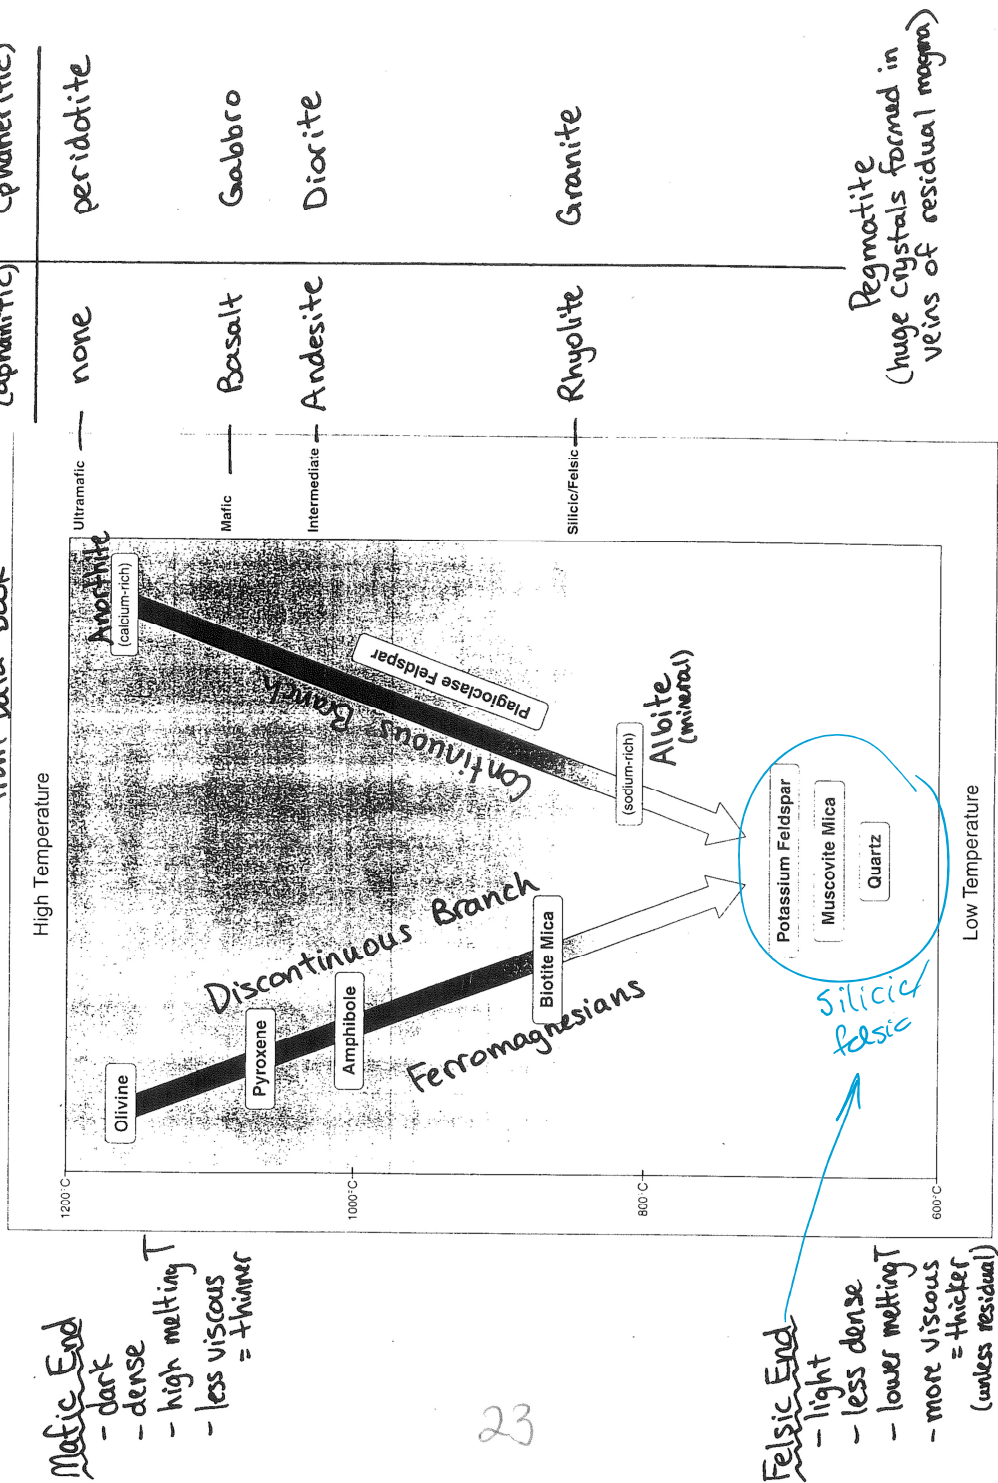 (aphanitic) (phaneritic)
none peridotite
Basalt Gabbro
Andesite Diorite
Rhyolite Granite
Pegmatite
(huge crystals formed in
veins of residual magma)
Ultramafic
Mafic
Intermediate
Silicic/Felsic
High Temperature
Anorthite
(calcium-rich)
Plagioclase Feldspar
Continuous Branch
(sodium-rich)
Albite
(mineral)
Olivine
Pyroxene
Amphibole
Biotite Mica
Discontinuous Branch
Ferromagnesians
Potassium Feldspar
Muscovite Mica
Quartz
Silicic/
felsic
Low Temperature
1200°C
1000°C
800°C
600°C
Mafic End
- dark
- dense
- high melting T
- less viscous
= thinner
Felsic End
- light
- less dense
- lower melting T
- more viscous
= thicker
(unless residual)
23